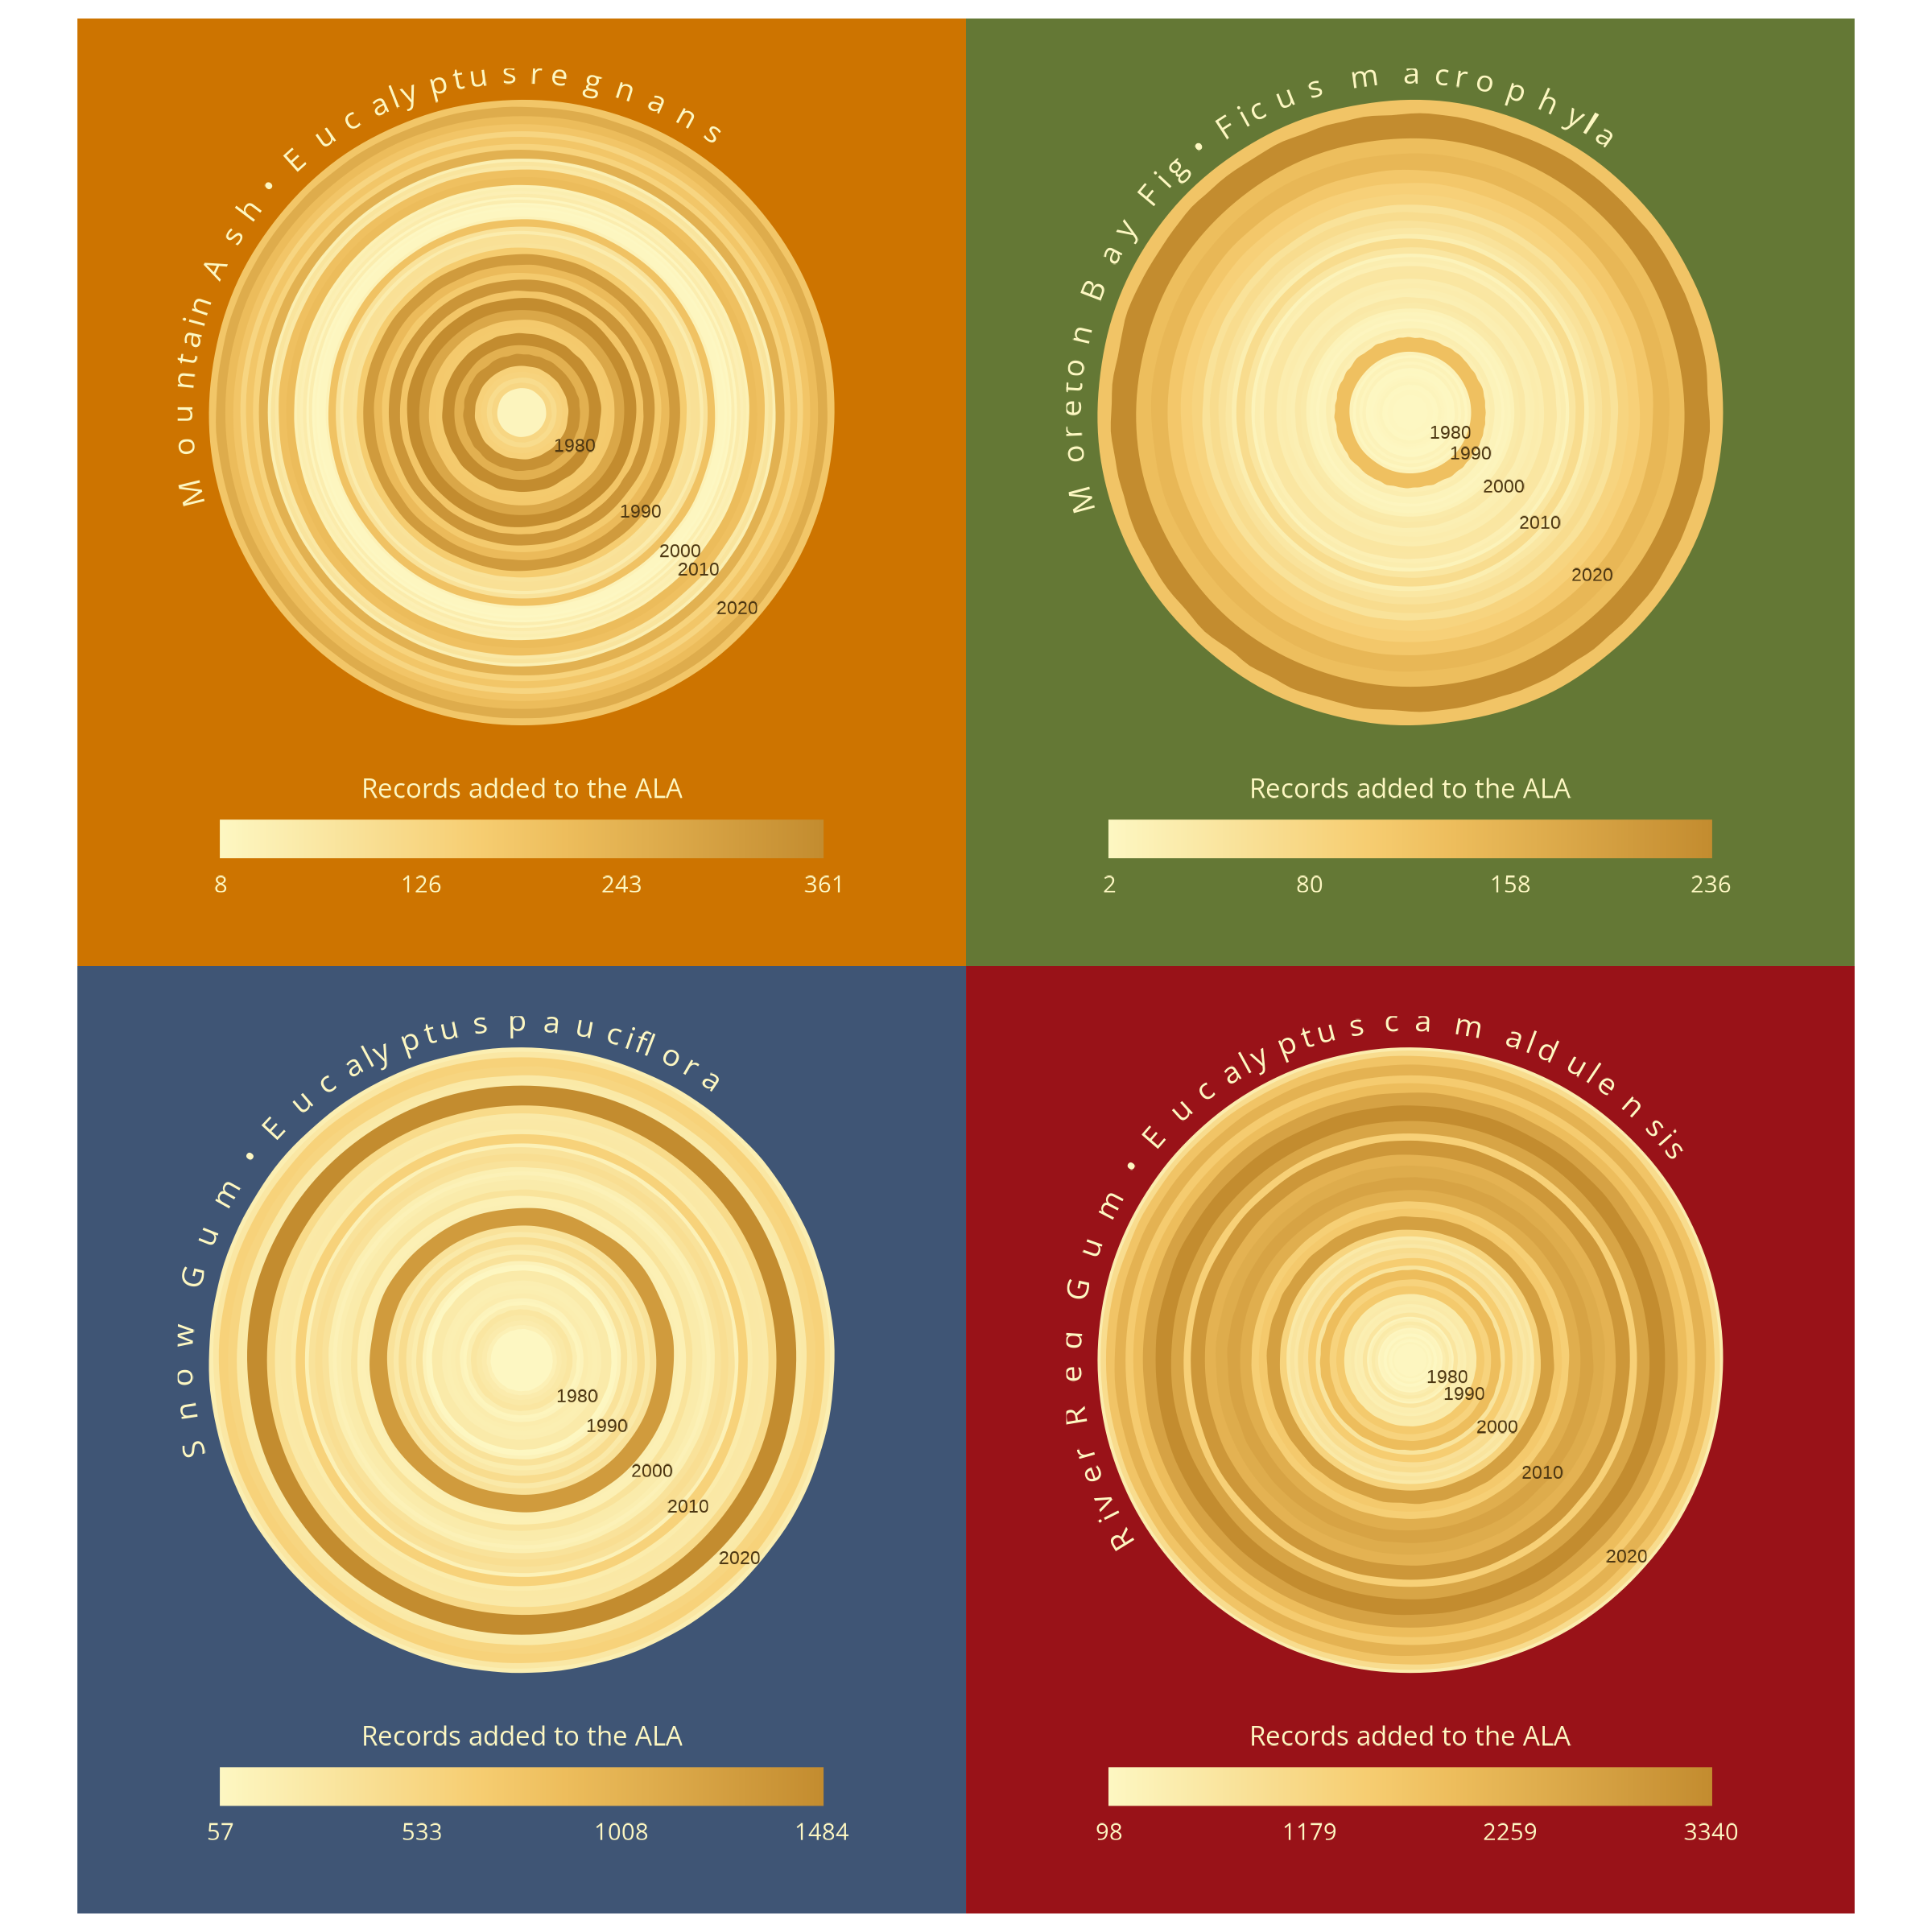 Mountain Ash • Eucalyptus regnans
1980
1990
2000
2010
2020
Records added to the ALA
8 126 243 361
Moreton Bay Fig • Ficus macrophyla
1980
1990
2000
2010
2020
Records added to the ALA
2 80 158 236
Snow Gum • Eucalyptus pauciflora
1980
1990
2000
2010
2020
Records added to the ALA
57 533 1008 1484
River Red Gum • Eucalyptus camaldulensis
1980
1990
2000
2010
2020
Records added to the ALA
98 1179 2259 3340